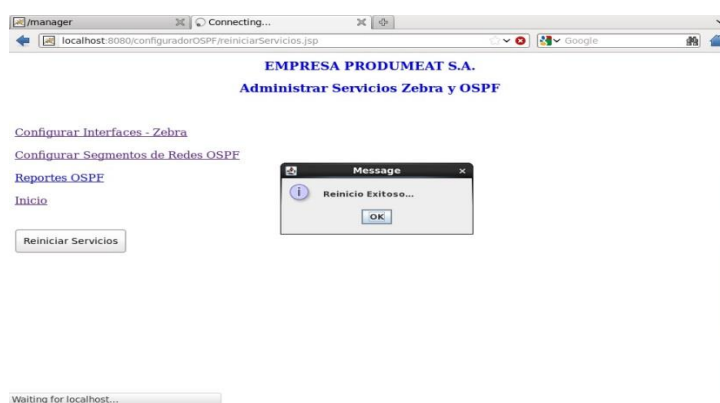 /manager
Connecting...
localhost:8080/configuradorOSPF/reiniciarServicios.jsp
Google
EMPRESA PRODUMEAT S.A.
Administrar Servicios Zebra y OSPF
Configurar Interfaces - Zebra
Configurar Segmentos de Redes OSPF
Reportes OSPF
Inicio
Message
Reinicio Exitoso...
OK
Reiniciar Servicios
Waiting for localhost...